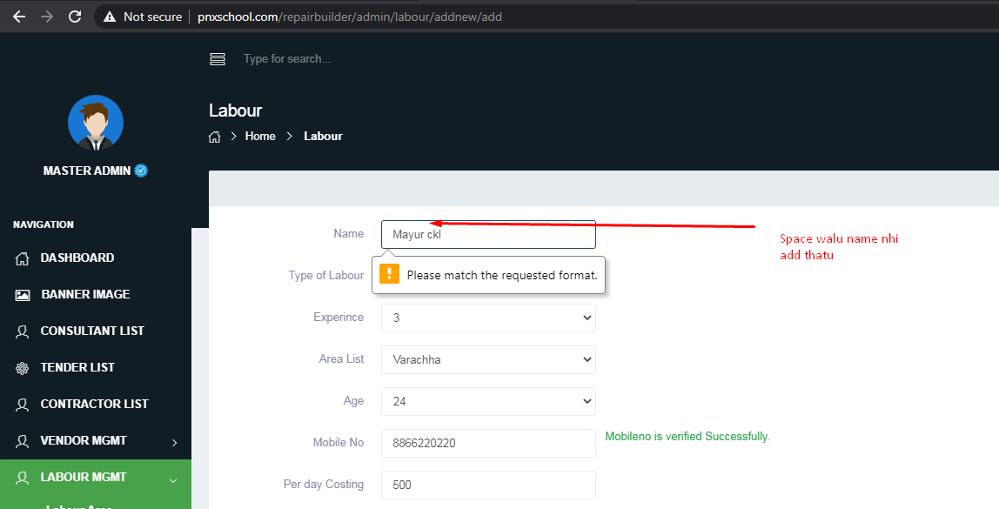 Not secure | pnxschool.com/repairbuilder/admin/labour/addnew/add
Type for search...
Labour
Home > Labour
MASTER ADMIN
NAVIGATION
DASHBOARD
BANNER IMAGE
CONSULTANT LIST
TENDER LIST
CONTRACTOR LIST
VENDOR MGMT
LABOUR MGMT
Labour Area
Name Mayur ckl
Space walu name nhi
add thatu
Type of Labour
! Please match the requested format.
Experince 3
Area List Varachha
Age 24
Mobile No 8866220220 Mobileno is verified Successfully.
Per day Costing 500